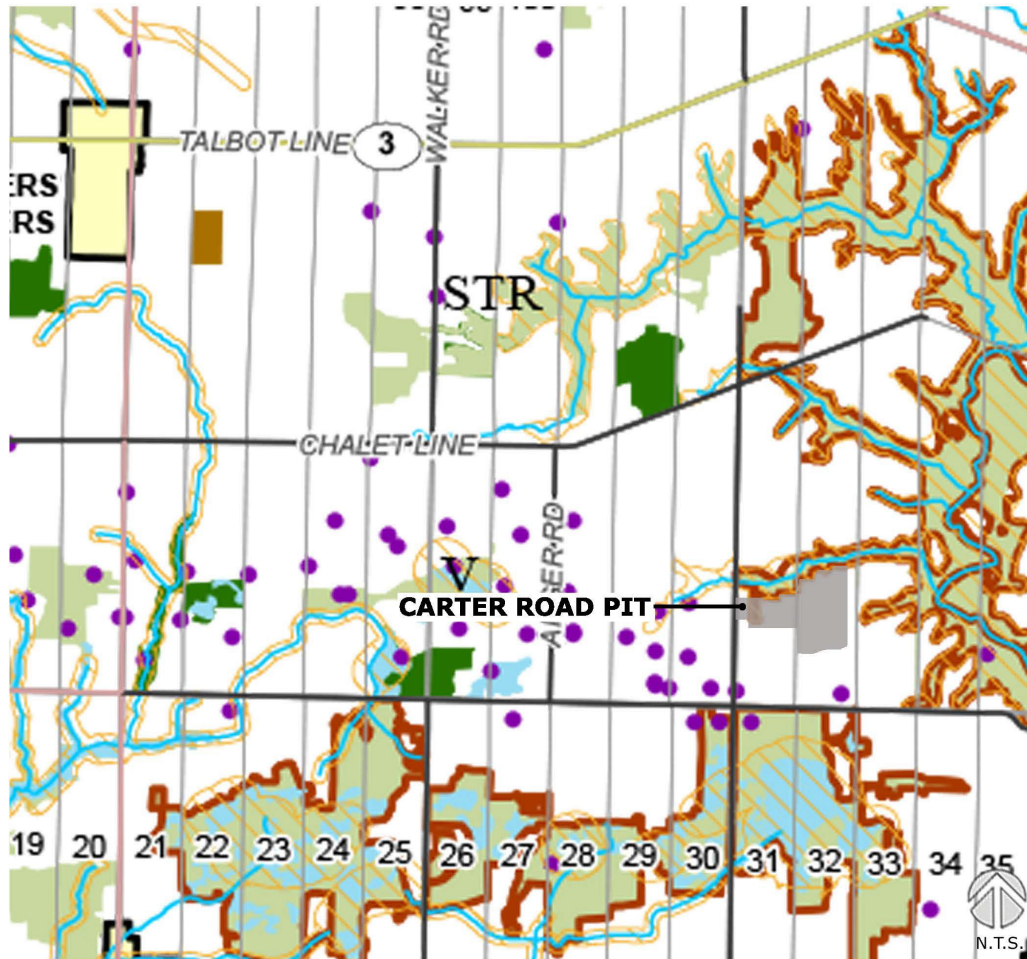 WALKER RD
TALBOT LINE
3
ERS
ERS
STR
CHALET LINE
V
CARTER ROAD PIT
19 20 21 22 23 24 25 26 27 28 29 30 31 32 33 34 35
N.T.S.